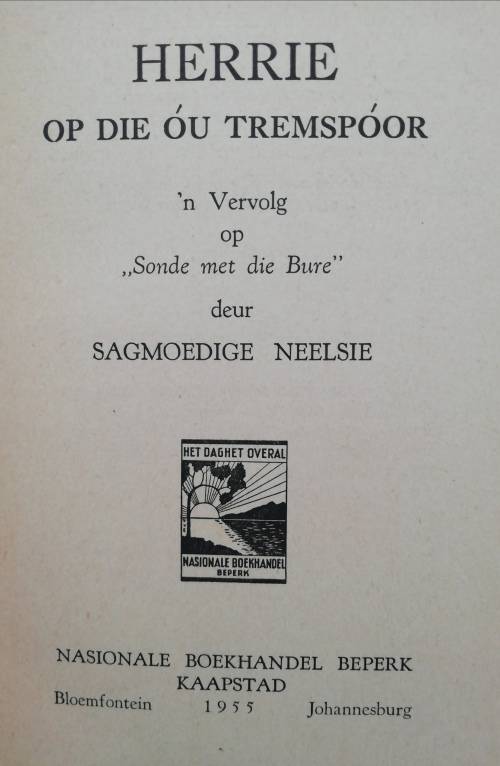 HERRIE
OP DIE ÓU TREMSPÓOR
'n Vervolg
op
„Sonde met die Bure”
deur
SAGMOEDIGE NEELSIE
HET DAGHET OVERAL
NASIONALE BOEKHANDEL
BEPERK
NASIONALE BOEKHANDEL BEPERK
KAAPSTAD
Bloemfontein 1955 Johannesburg